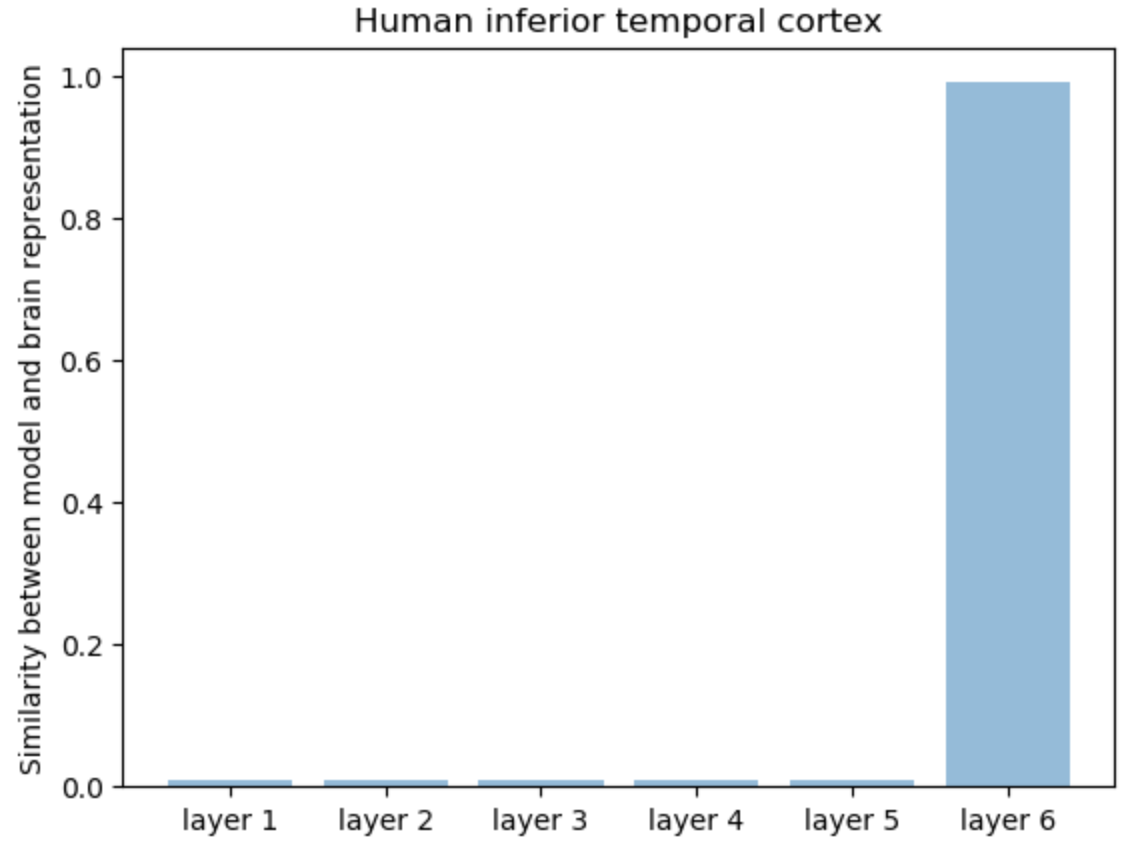 Human inferior temporal cortex
Similarity between model and brain representation
1.0
0.8
0.6
0.4
0.2
0.0
layer 1 layer 2 layer 3 layer 4 layer 5 layer 6